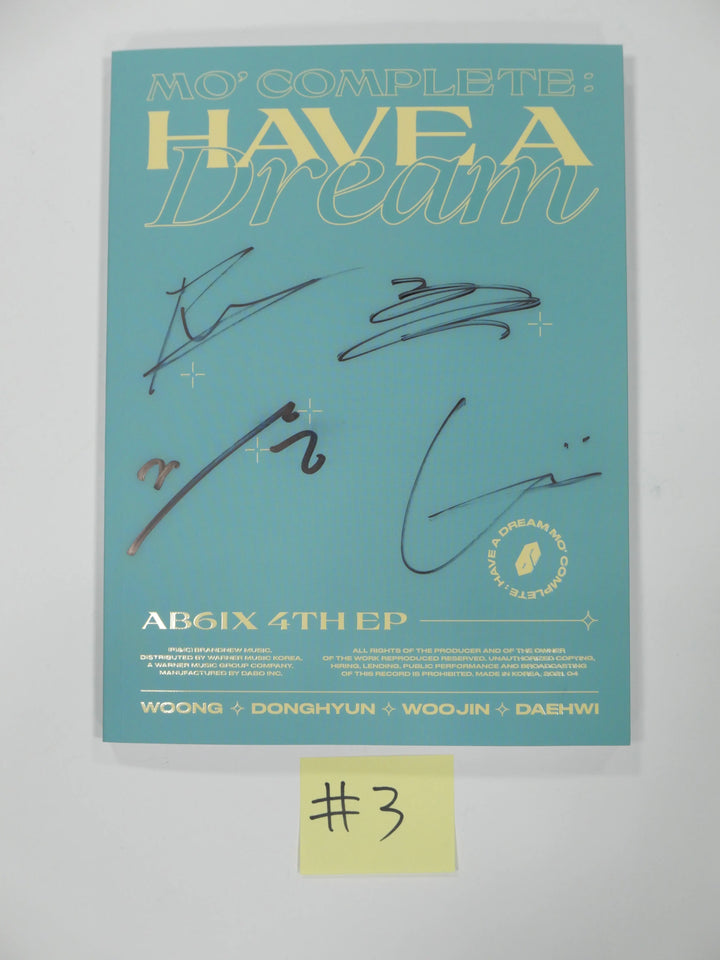 MO' COMPLETE:
HAVE A
Dream
HAVE A DREAM MO' COMPLETE:
AB6IX 4TH EP
(P)&(C) BRANDNEW MUSIC.
DISTRIBUTED BY WARNER MUSIC KOREA.
A WARNER MUSIC GROUP COMPANY.
MANUFACTURED BY DABO INC.
ALL RIGHTS OF THE PRODUCER AND OF THE OWNER
OF THE WORK REPRODUCED RESERVED. UNAUTHORIZED COPYING,
HIRING, LENDING, PUBLIC PERFORMANCE AND BROADCASTING
OF THIS RECORD IS PROHIBITED. MADE IN KOREA. 2021. 04
WOONG DONGHYUN WOOJIN DAEHWI
#3